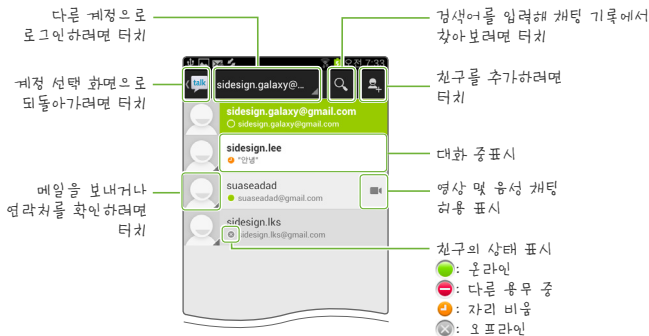 다른 계정으로
로그인하려면 터치
계정 선택 화면으로
되돌아가려면 터치
메일을 보내거나
연락처를 확인하려면
터치
오전 7:33
talk
sidesign.galaxy@...
sidesign.galaxy@gmail.com
sidesign.galaxy@gmail.com
sidesign.lee
"안녕"
suaseadad
suaseadad@gmail.com
sidesign.lks
sidesign.lks@gmail.com
검색어를 입력해 채팅 기록에서
찾아보려면 터치
친구를 추가하려면
터치
대화 중표시
영상 및 음성 채팅
허용 표시
친구의 상태 표시
: 온라인
: 다른 용무 중
: 자리 비움
: 오프라인